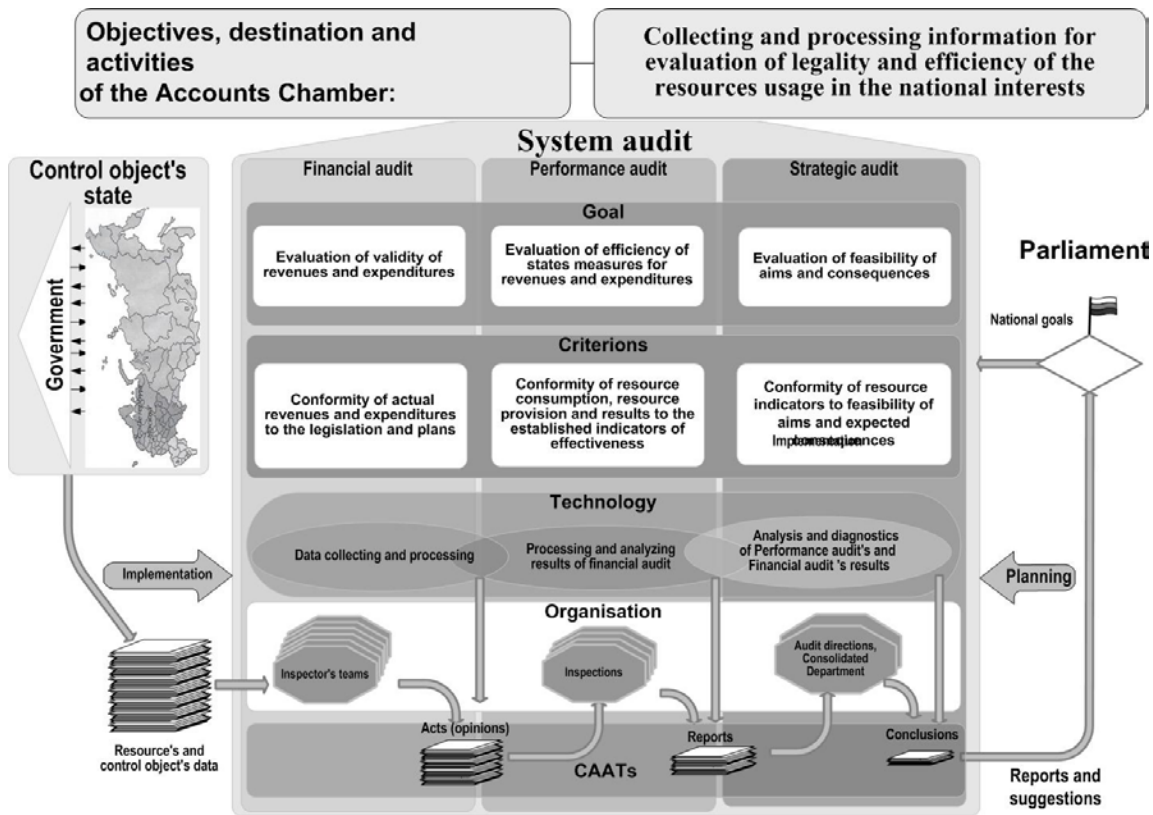 Objectives, destination and
activities
of the Accounts Chamber:
Collecting and processing information for
evaluation of legality and efficiency of the
resources usage in the national interests
System audit
Control object's
state
Government
Financial audit
Performance audit
Strategic audit
Goal
Evaluation of validity of
revenues and expenditures
Evaluation of efficiency of
states measures for
revenues and expenditures
Evaluation of feasibility of
aims and consequences
Parliament
National goals
Criterions
Conformity of actual
revenues and expenditures
to the legislation and plans
Conformity of resource
consumption, resource
provision and results to the
established indicators of
effectiveness
Conformity of resource
indicators to feasibility of
aims and expected
consequences
Implementation
Technology
Data collecting and processing
Processing and analyzing
results of financial audit
Analysis and diagnostics
of Performance audit's and
Financial audit 's results
Implementation
Planning
Organisation
Inspector's teams
Inspections
Audit directions,
Consolidated
Department
Acts (opinions)
Reports
Conclusions
CAATs
Resource's and
control object's data
Reports and
suggestions